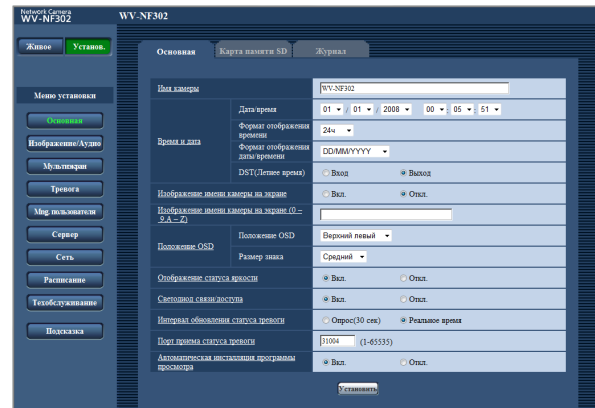 Network Camera
WV-NF302
WV-NF302
Живое
Установ.
Основная
Карта памяти SD
Журнал
Меню установки
Основная
Изображение/Аудио
Мультиэкран
Тревога
Mng.пользователя
Сервер
Сеть
Расписание
Техобслуживание
Подсказка
Имя камеры
WV-NF302
Время и дата
Дата/время
01 / 01 / 2008 00 : 05 : 51
Формат отображения
времени
24ч
Формат отображения
даты/времени
DD/MM/YYYY
DST(Летнее время)
Вход
Выход
Изображение имени камеры на экране
Вкл.
Откл.
Изображение имени камеры на экране (0 –
9,A – Z)
Положение OSD
Положение OSD
Верхний левый
Размер знака
Средний
Отображение статуса яркости
Вкл.
Откл.
Светодиод связи/доступа
Вкл.
Откл.
Интервал обновления статуса тревоги
Опрос(30 сек)
Реальное время
Порт приема статуса тревоги
31004 (1-65535)
Автоматическая инсталляция программы
просмотра
Вкл.
Откл.
Установить